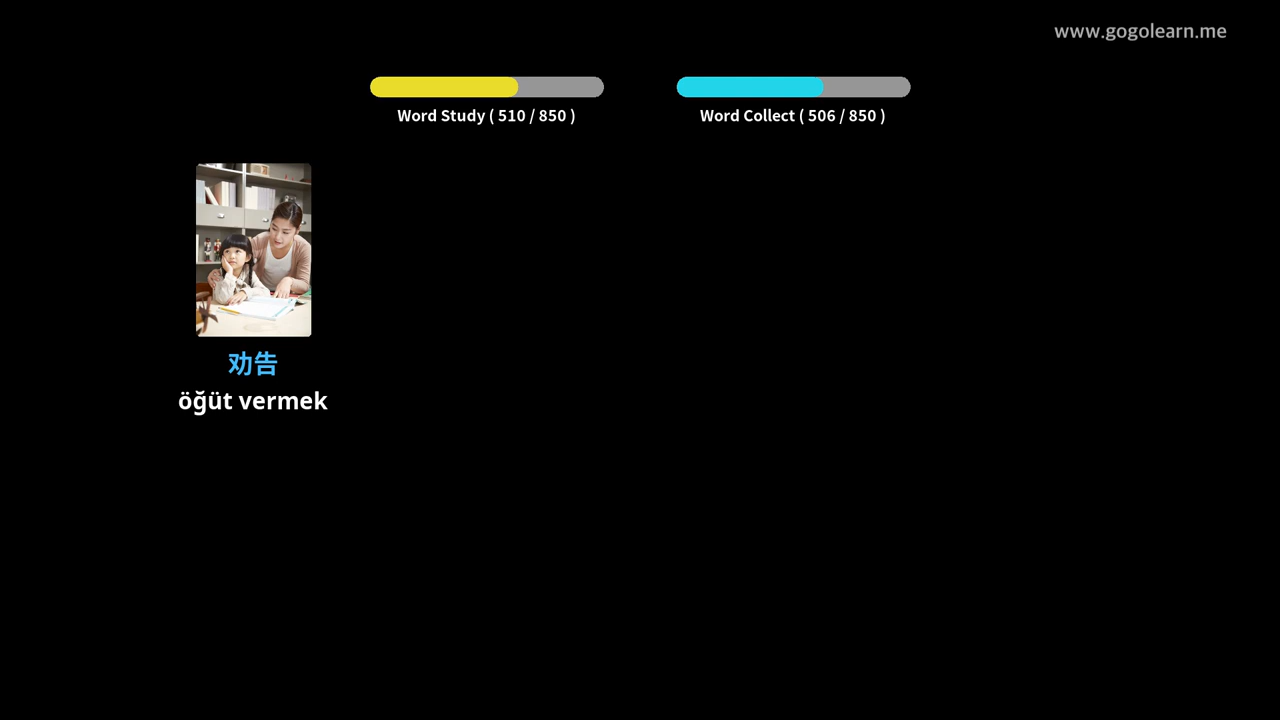 www.gogolearn.me
Word Study ( 510 / 850 )
Word Collect ( 506 / 850 )
劝告
öğüt vermek